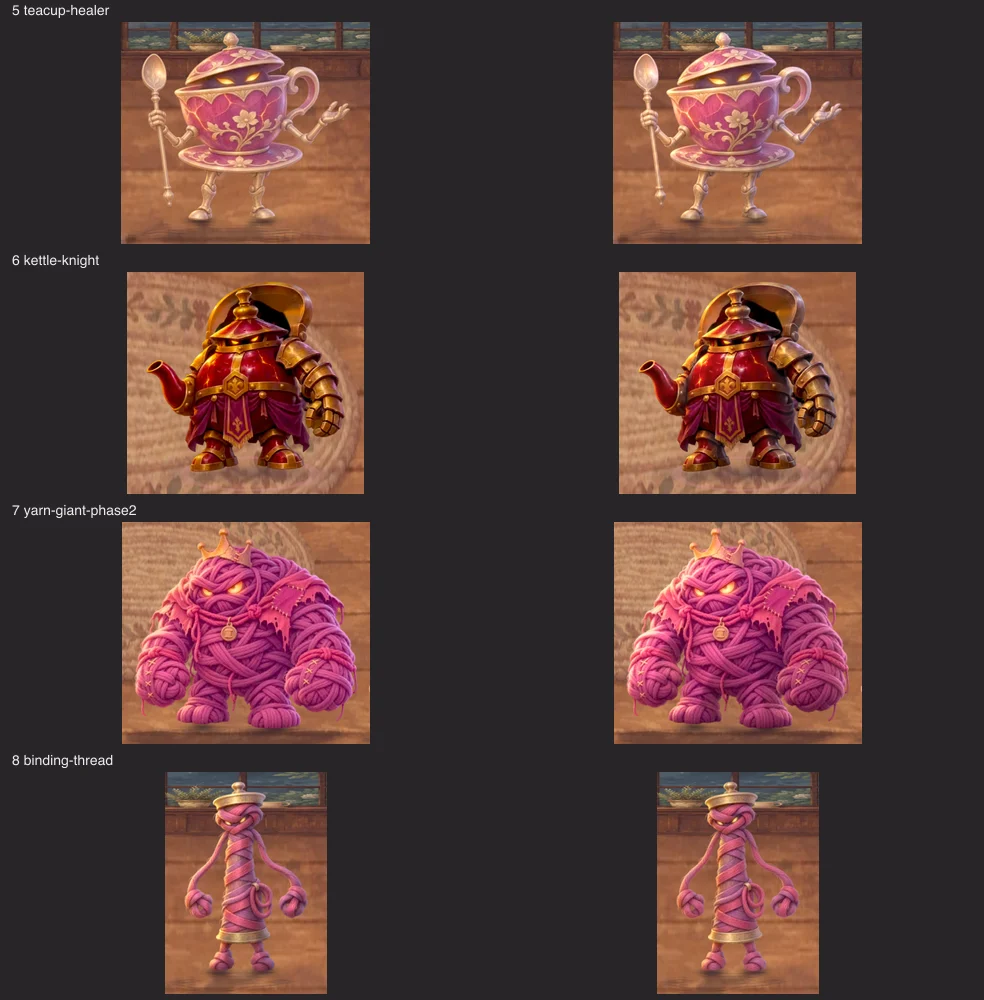 5 teacup-healer
6 kettle-knight
7 yarn-giant-phase2
8 binding-thread